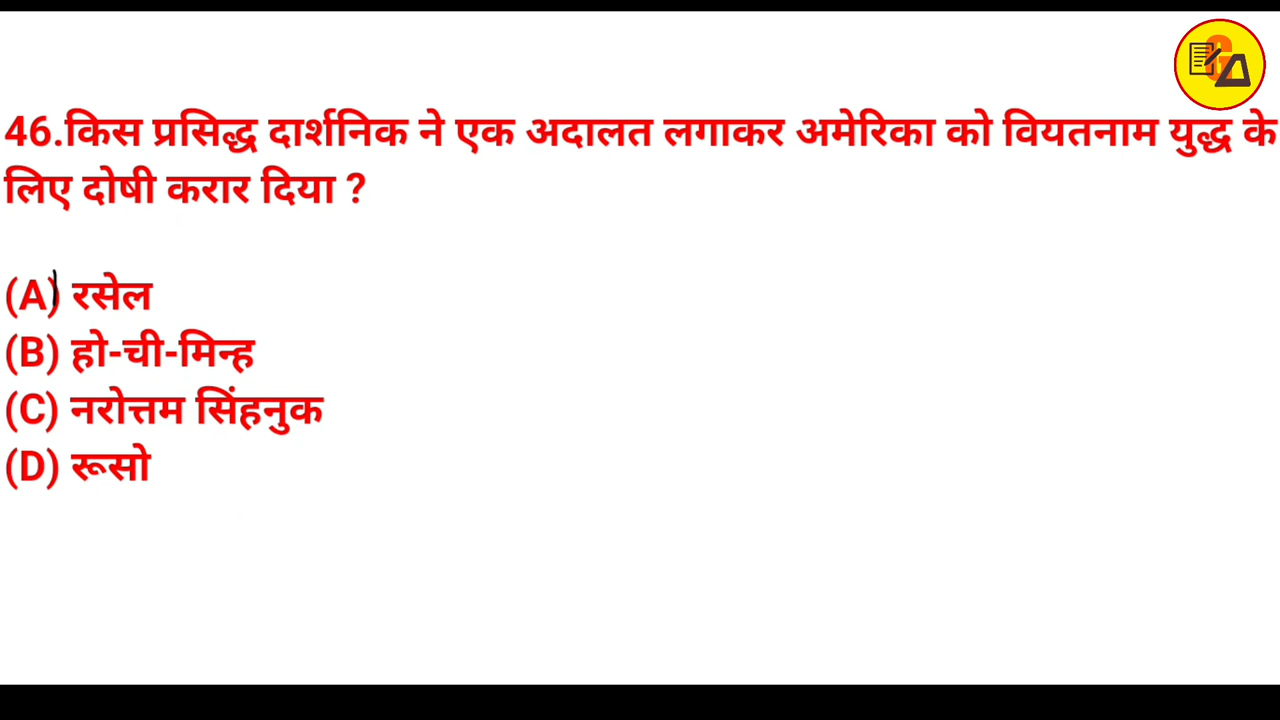 46.किस प्रसिद्ध दार्शनिक ने एक अदालत लगाकर अमेरिका को वियतनाम युद्ध के
लिए दोषी करार दिया ?
(A) रसेल
(B) हो-ची-मिन्ह
(C) नरोत्तम सिंहनुक
(D) रूसो